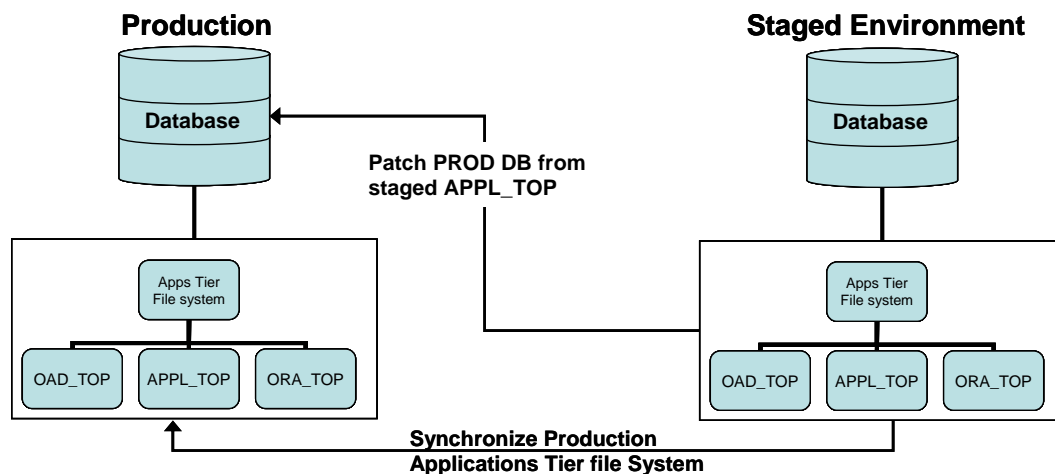 Production
Staged Environment
Database
Database
Patch PROD DB from
staged APPL_TOP
Apps Tier
File system
Apps Tier
File system
OAD_TOP
APPL_TOP
ORA_TOP
OAD_TOP
APPL_TOP
ORA_TOP
Synchronize Production
Applications Tier file System